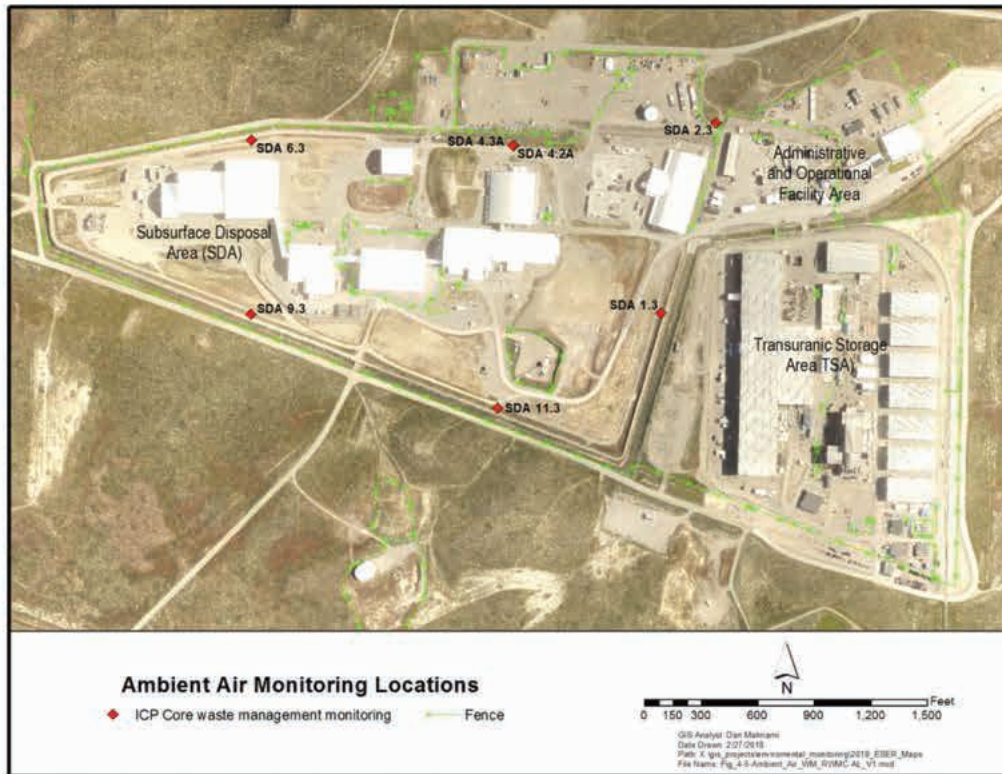 SDA 6.3
SDA 4.3A
SDA 4.2A
SDA 2.3
Administrative
and Operational
Facility Area
Subsurface Disposal
Area (SDA)
SDA 9.3
SDA 1.3
Transuranic Storage
Area TSA)
SDA 11.3
Ambient Air Monitoring Locations
ICP Core waste management monitoring
Fence
N
Feet
0 150 300 600 900 1,200 1,500
GIS Analyst: Dan Mahnami
Date Drawn: 2/27/2018
File Name: